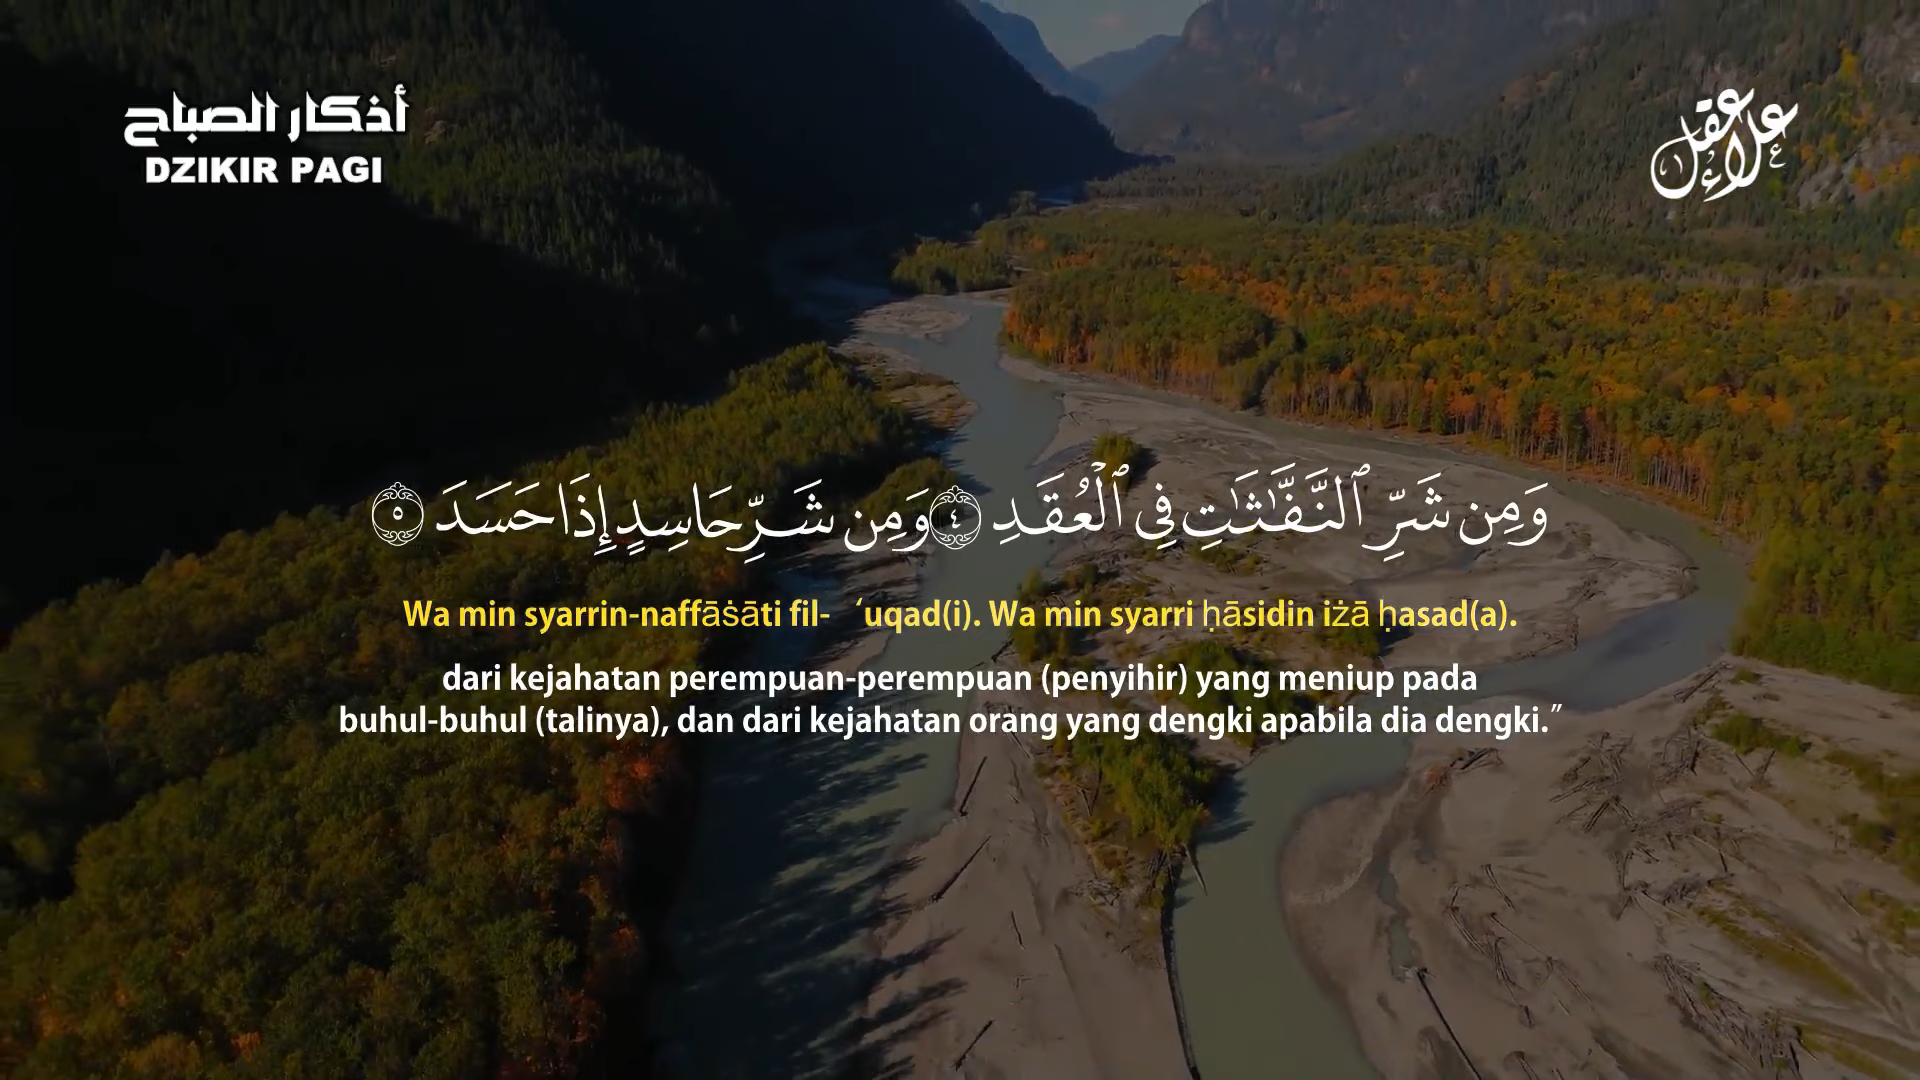 أذكار الصباح
DZIKIR PAGI
علاء عقل
وَمِن شَرِّ ٱلنَّفَّٰثَٰتِ فِى ٱلْعُقَدِ ٤ وَمِن شَرِّ حَاسِدٍ إِذَا حَسَدَ ٥
Wa min syarrin-naffāṡāti fil- ‘uqad(i). Wa min syarri ḥāsidin iżā ḥasad(a).
dari kejahatan perempuan-perempuan (penyihir) yang meniup pada
buhul-buhul (talinya), dan dari kejahatan orang yang dengki apabila dia dengki.”